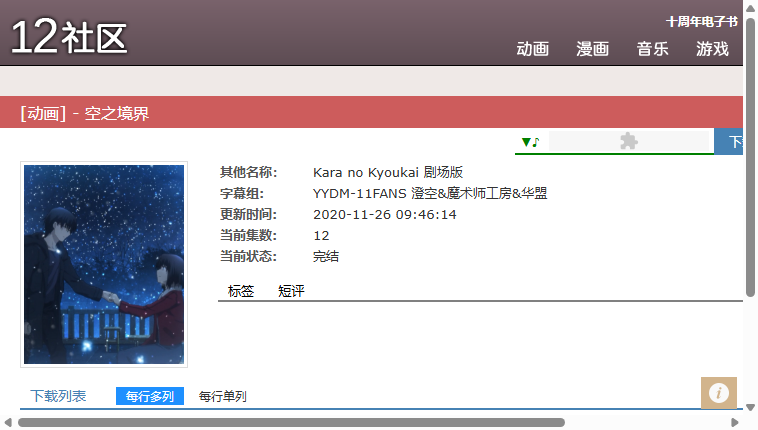 12社区
十周年电子书
动画 漫画 音乐 游戏
[动画] - 空之境界
▼♪
其他名称: Kara no Kyoukai 剧场版
字幕组: YYDM-11FANS 澄空&魔术师工房&华盟
更新时间: 2020-11-26 09:46:14
当前集数: 12
当前状态: 完结
标签 短评
下载列表 每行多列 每行单列
i